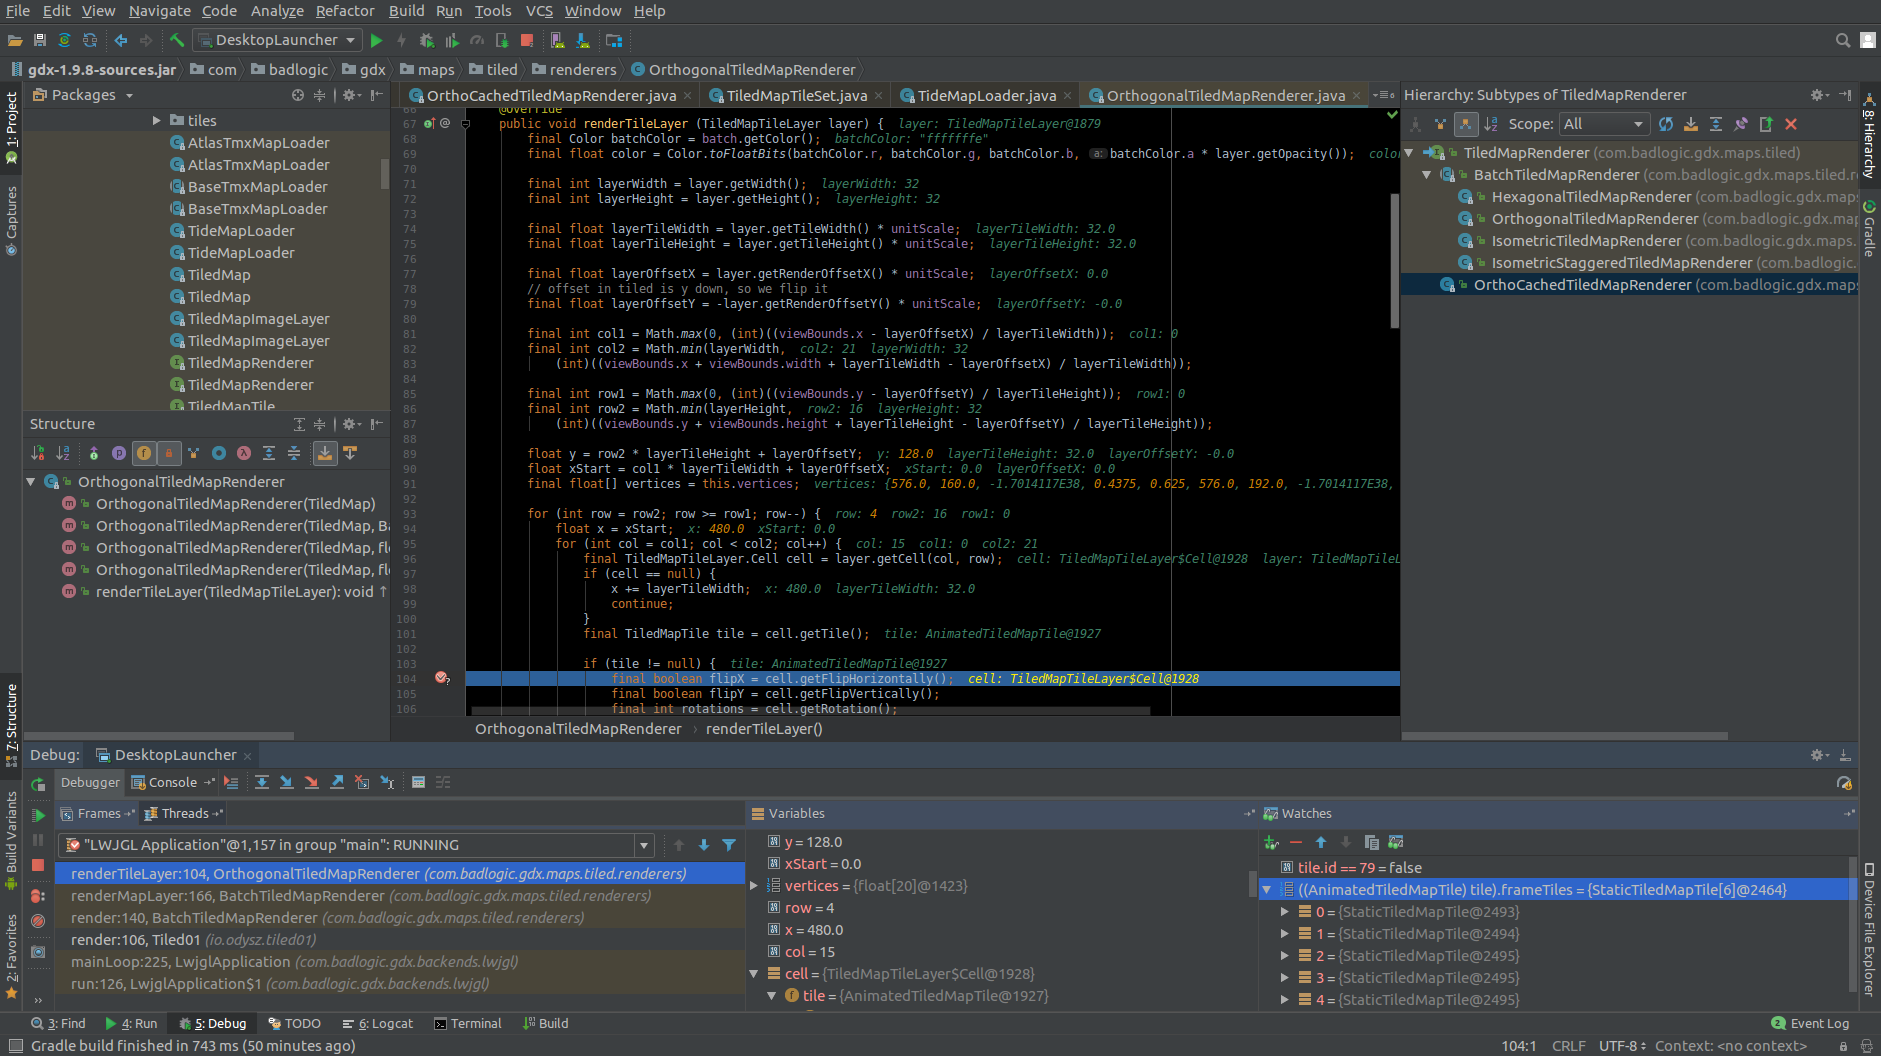 File Edit View Navigate Code Analyze Refactor Build Run Tools VCS Window Help
DesktopLauncher
gdx-1.9.8-sources.jar com badlogic gdx maps tiled renderers OrthogonalTiledMapRenderer
1: Project
Captures
7: Structure
Build Variants
2: Favorites
Packages
tiles
AtlasTmxMapLoader
AtlasTmxMapLoader
BaseTmxMapLoader
BaseTmxMapLoader
TideMapLoader
TideMapLoader
TiledMap
TiledMap
TiledMapImageLayer
TiledMapImageLayer
TiledMapRenderer
TiledMapRenderer
TiledMapTile
Structure
OrthogonalTiledMapRenderer
OrthogonalTiledMapRenderer(TiledMap)
OrthogonalTiledMapRenderer(TiledMap, Ba
OrthogonalTiledMapRenderer(TiledMap, flo
OrthogonalTiledMapRenderer(TiledMap, flo
renderTileLayer(TiledMapTileLayer): void ↑
OrthoCachedTiledMapRenderer.java TiledMapTileSet.java TideMapLoader.java OrthogonalTiledMapRenderer.java
66 @Override
67 public void renderTileLayer (TiledMapTileLayer layer) { layer: TiledMapTileLayer@1879
68 final Color batchColor = batch.getColor(); batchColor: "fffffffe"
69 final float color = Color.toFloatBits(batchColor.r, batchColor.g, batchColor.b, a: batchColor.a * layer.getOpacity()); colo
70
71 final int layerWidth = layer.getWidth(); layerWidth: 32
72 final int layerHeight = layer.getHeight(); layerHeight: 32
73
74 final float layerTileWidth = layer.getTileWidth() * unitScale; layerTileWidth: 32.0
75 final float layerTileHeight = layer.getTileHeight() * unitScale; layerTileHeight: 32.0
76
77 final float layerOffsetX = layer.getRenderOffsetX() * unitScale; layerOffsetX: 0.0
78 // offset in tiled is y down, so we flip it
79 final float layerOffsetY = -layer.getRenderOffsetY() * unitScale; layerOffsetY: -0.0
80
81 final int col1 = Math.max(0, (int)((viewBounds.x - layerOffsetX) / layerTileWidth)); col1: 0
82 final int col2 = Math.min(layerWidth, col2: 21 layerWidth: 32
83 (int)((viewBounds.x + viewBounds.width + layerTileWidth - layerOffsetX) / layerTileWidth));
84
85 final int row1 = Math.max(0, (int)((viewBounds.y - layerOffsetY) / layerTileHeight)); row1: 0
86 final int row2 = Math.min(layerHeight, row2: 16 layerHeight: 32
87 (int)((viewBounds.y + viewBounds.height + layerTileHeight - layerOffsetY) / layerTileHeight));
88
89 float y = row2 * layerTileHeight + layerOffsetY; y: 128.0 layerTileHeight: 32.0 layerOffsetY: -0.0
90 float xStart = col1 * layerTileWidth + layerOffsetX; xStart: 0.0 layerOffsetX: 0.0
91 final float[] vertices = this.vertices; vertices: {576.0, 160.0, -1.7014117E38, 0.4375, 0.625, 576.0, 192.0, -1.7014117E38,
92
93 for (int row = row2; row >= row1; row--) { row: 4 row2: 16 row1: 0
94 float x = xStart; x: 480.0 xStart: 0.0
95 for (int col = col1; col < col2; col++) { col: 15 col1: 0 col2: 21
96 final TiledMapTileLayer.Cell cell = layer.getCell(col, row); cell: TiledMapTileLayer$Cell@1928 layer: TiledMapTileL
97 if (cell == null) {
98 x += layerTileWidth; x: 480.0 layerTileWidth: 32.0
99 continue;
100 }
101 final TiledMapTile tile = cell.getTile(); tile: AnimatedTiledMapTile@1927
102
103 if (tile != null) { tile: AnimatedTiledMapTile@1927
104 final boolean flipX = cell.getFlipHorizontally(); cell: TiledMapTileLayer$Cell@1928
105 final boolean flipY = cell.getFlipVertically();
106 final int rotations = cell.getRotation();
OrthogonalTiledMapRenderer › renderTileLayer()
Hierarchy: Subtypes of TiledMapRenderer
Scope: All
TiledMapRenderer (com.badlogic.gdx.maps.tiled)
BatchTiledMapRenderer (com.badlogic.gdx.maps.tiled.re
HexagonalTiledMapRenderer (com.badlogic.gdx.maps
OrthogonalTiledMapRenderer (com.badlogic.gdx.map
IsometricTiledMapRenderer (com.badlogic.gdx.maps.
IsometricStaggeredTiledMapRenderer (com.badlogic.
OrthoCachedTiledMapRenderer (com.badlogic.gdx.maps
8: Hierarchy
Gradle
Device File Explorer
Debug: DesktopLauncher
Debugger Console
Frames Threads
"LWJGL Application"@1,157 in group "main": RUNNING
renderTileLayer:104, OrthogonalTiledMapRenderer (com.badlogic.gdx.maps.tiled.renderers)
renderMapLayer:166, BatchTiledMapRenderer (com.badlogic.gdx.maps.tiled.renderers)
render:140, BatchTiledMapRenderer (com.badlogic.gdx.maps.tiled.renderers)
render:106, Tiled01 (io.odysz.tiled01)
mainLoop:225, LwjglApplication (com.badlogic.gdx.backends.lwjgl)
run:126, LwjglApplication$1 (com.badlogic.gdx.backends.lwjgl)
Variables
y = 128.0
xStart = 0.0
vertices = {float[20]@1423}
row = 4
x = 480.0
col = 15
cell = {TiledMapTileLayer$Cell@1928}
tile = {AnimatedTiledMapTile@1927}
Watches
tile.id == 79 = false
((AnimatedTiledMapTile) tile).frameTiles = {StaticTiledMapTile[6]@2464}
0 = {StaticTiledMapTile@2493}
1 = {StaticTiledMapTile@2494}
2 = {StaticTiledMapTile@2495}
3 = {StaticTiledMapTile@2495}
4 = {StaticTiledMapTile@2495}
3: Find 4: Run 5: Debug TODO 6: Logcat Terminal Build 2 Event Log
Gradle build finished in 743 ms (50 minutes ago) 104:1 CRLF UTF-8 Context: <no context>